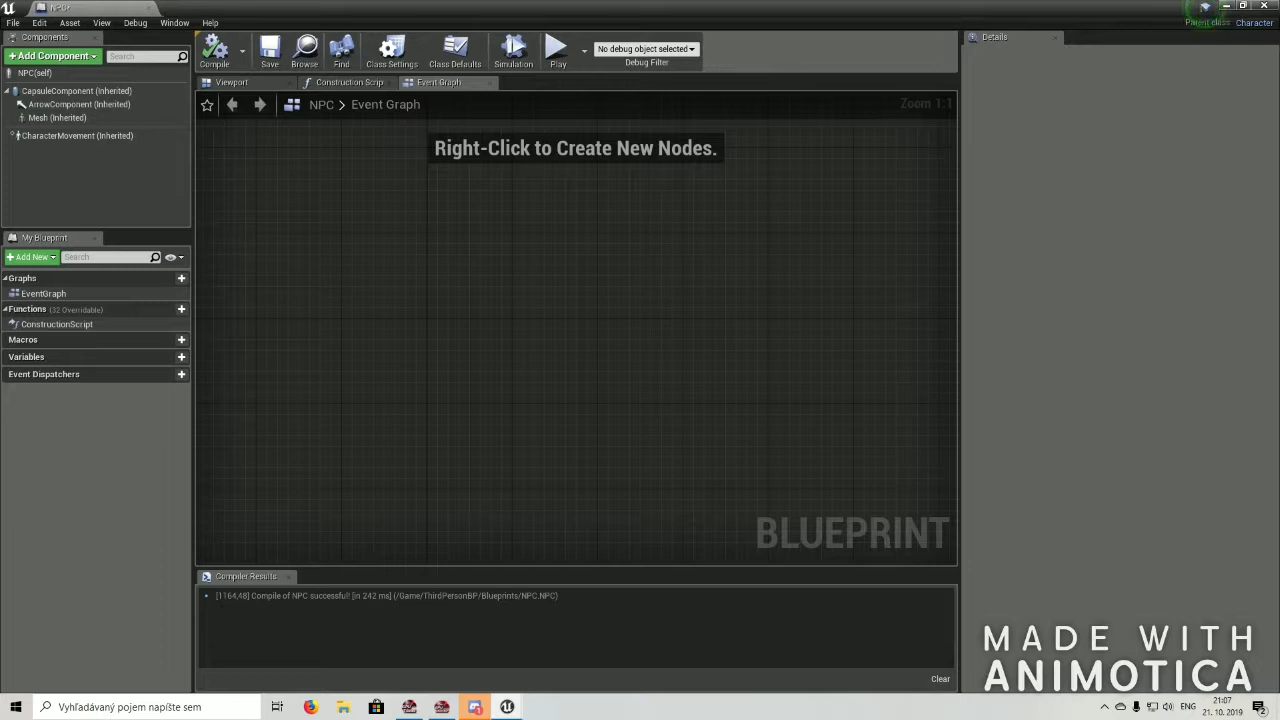 NPC*
File Edit Asset View Debug Window Help
Parent class: Character
Components
+Add Component
Search
NPC(self)
CapsuleComponent (Inherited)
ArrowComponent (Inherited)
Mesh (Inherited)
CharacterMovement (Inherited)
Compile Save Browse Find Class Settings Class Defaults Simulation Play
No debug object selected
Debug Filter
Viewport Construction Scrip Event Graph
NPC > Event Graph
Zoom 1:1
Right-Click to Create New Nodes.
BLUEPRINT
Details
My Blueprint
+Add New
Search
Graphs
EventGraph
Functions (32 Overridable)
ConstructionScript
Macros
Variables
Event Dispatchers
Compiler Results
[1164,48] Compile of NPC successful! [in 242 ms] (/Game/ThirdPersonBP/Blueprints/NPC.NPC)
Clear
MADE WITH
ANIMOTICA
Vyhľadávaný pojem napíšte sem
ENG
21:07
21. 10. 2019
2